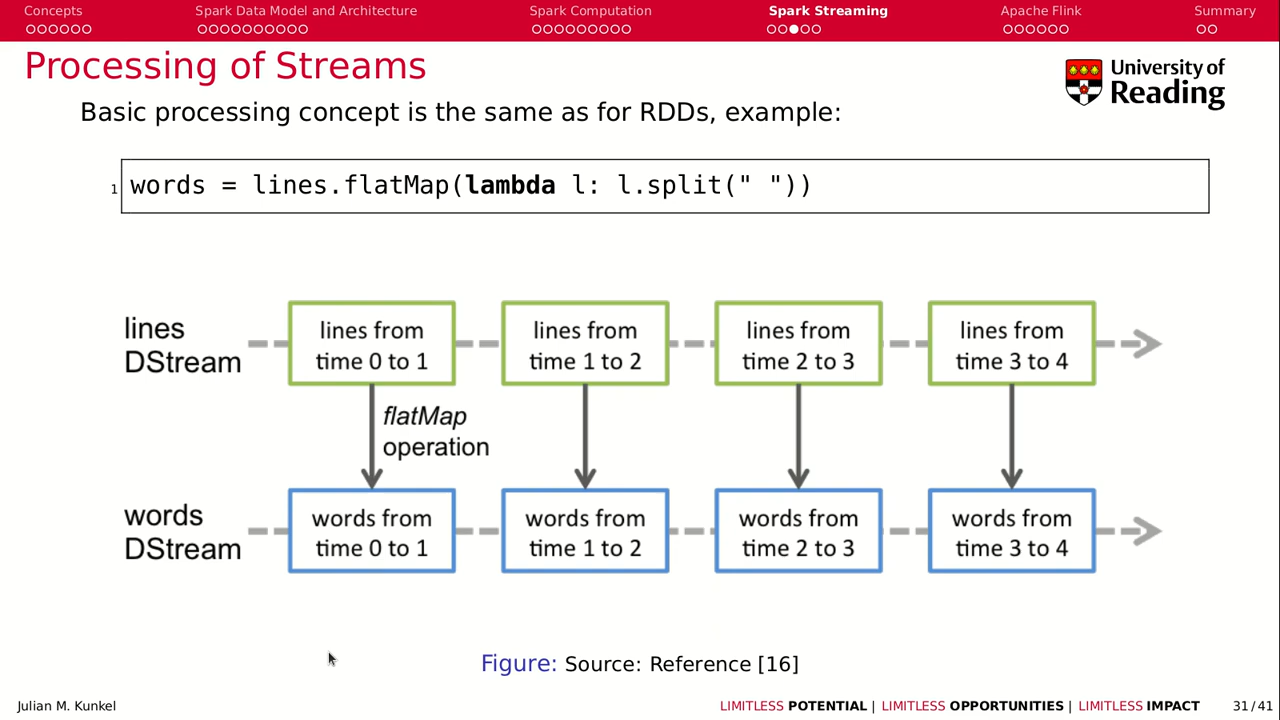 Concepts Spark Data Model and Architecture Spark Computation Spark Streaming Apache Flink Summary
Processing of Streams
University of
Reading
Basic processing concept is the same as for RDDs, example:
1 words = lines.flatMap(lambda l: l.split(" "))
lines
DStream
lines from
time 0 to 1
lines from
time 1 to 2
lines from
time 2 to 3
lines from
time 3 to 4
flatMap
operation
words
DStream
words from
time 0 to 1
words from
time 1 to 2
words from
time 2 to 3
words from
time 3 to 4
Figure: Source: Reference [16]
Julian M. Kunkel LIMITLESS POTENTIAL | LIMITLESS OPPORTUNITIES | LIMITLESS IMPACT 31/41